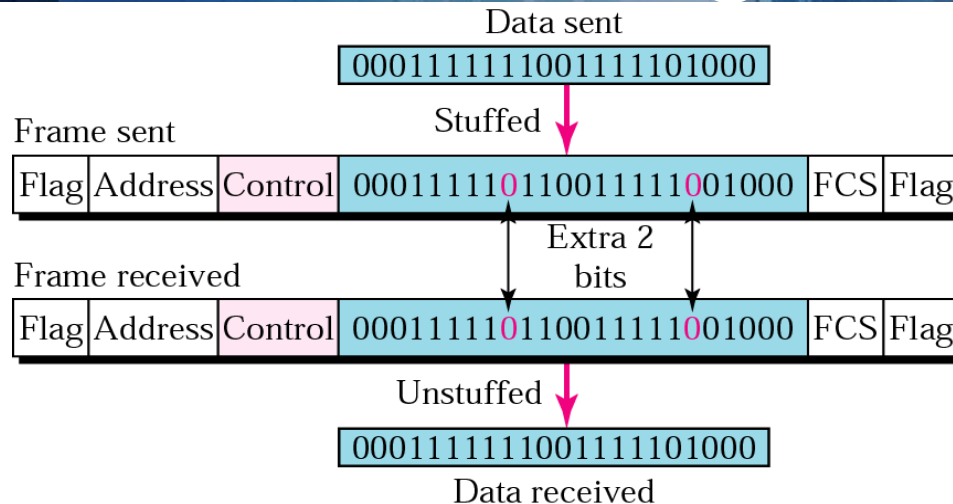 Data sent
0001111111001111101000
Stuffed
Frame sent
Flag Address Control 000111110110011111001000 FCS Flag
Extra 2
bits
Frame received
Flag Address Control 000111110110011111001000 FCS Flag
Unstuffed
0001111111001111101000
Data received